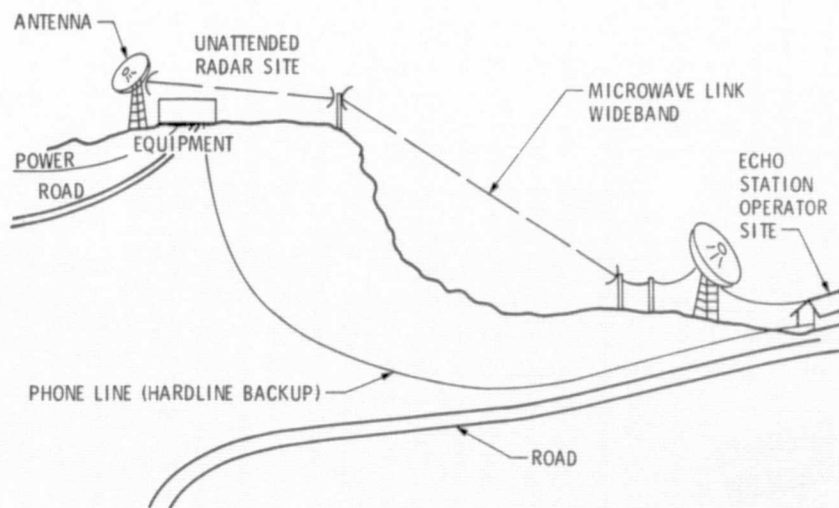 ANTENNA
UNATTENDED
RADAR SITE
MICROWAVE LINK
WIDEBAND
EQUIPMENT
POWER
ROAD
ECHO
STATION
OPERATOR
SITE
PHONE LINE (HARDLINE BACKUP)
ROAD